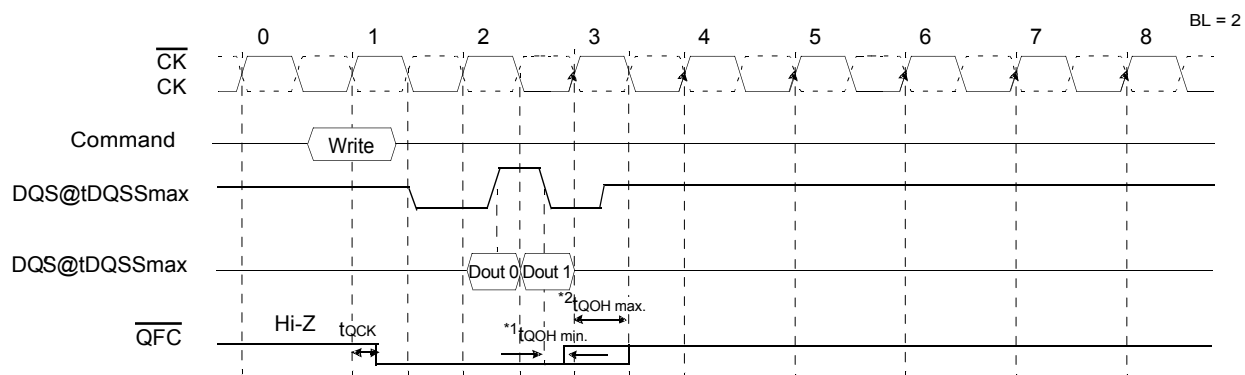 BL = 2
0 1 2 3 4 5 6 7 8
CK
CK
Command
Write
DQS@tDQSSmax
DQS@tDQSSmax
Dout 0 Dout 1
*2tQOH max.
Hi-Z
tQCK
*1tQOH min.
QFC